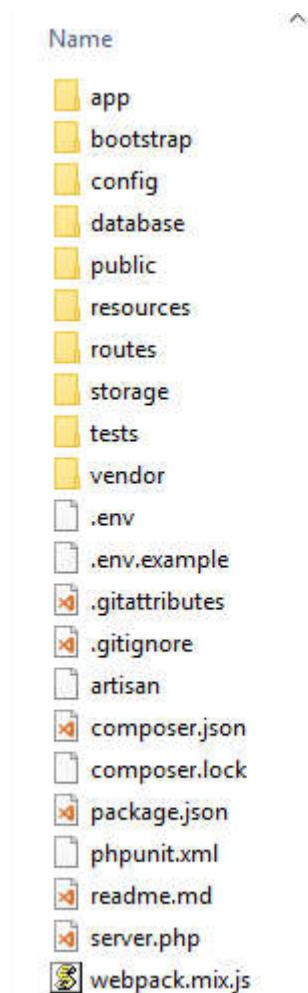 Name
app
bootstrap
config
database
public
resources
routes
storage
tests
vendor
.env
.env.example
.gitattributes
.gitignore
artisan
composer.json
composer.lock
package.json
phpunit.xml
readme.md
server.php
webpack.mix.js